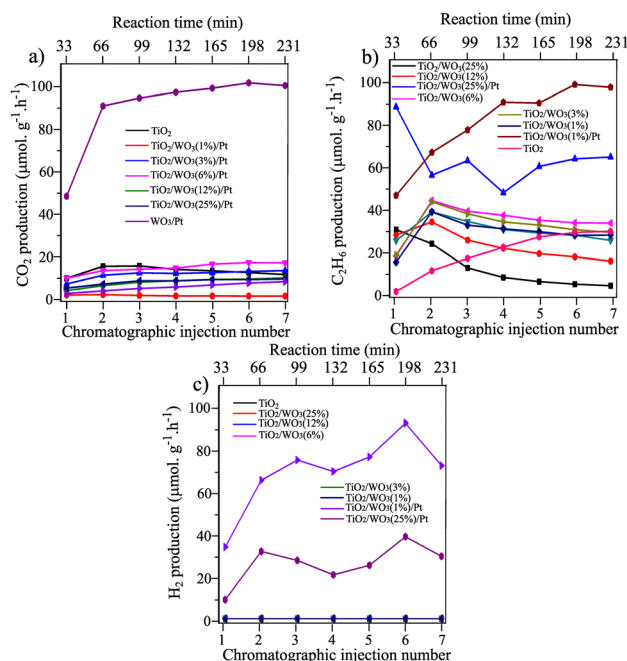 Reaction time (min)
33 66 99 132 165 198 231
a)
100
80
60
40
20
0
CO2 production (μmol. g-1.h-1)
TiO2
TiO2/WO3(1%)/Pt
TiO2/WO3(3%)/Pt
TiO2/WO3(6%)/Pt
TiO2/WO3(12%)/Pt
TiO2/WO3(25%)/Pt
WO3/Pt
1 2 3 4 5 6 7
Chromatographic injection number
Reaction time (min)
33 66 99 132 165 198 231
b)
TiO2/WO3(25%)
TiO2/WO3(12%)
TiO2/WO3(25%)/Pt
TiO2/WO3(6%)
TiO2/WO3(3%)
TiO2/WO3(1%)
TiO2/WO3(1%)/Pt
TiO2
100
80
60
40
20
0
C2H6 production (μmol. g-1.h-1)
1 2 3 4 5 6 7
Chromatographic injection number
Reaction time (min)
33 66 99 132 165 198 231
c)
TiO2
TiO2/WO3(25%)
TiO2/WO3(12%)
TiO2/WO3(6%)
TiO2/WO3(3%)
TiO2/WO3(1%)
TiO2/WO3(1%)/Pt
TiO2/WO3(25%)/Pt
100
80
60
40
20
0
H2 production (μmol. g-1.h-1)
1 2 3 4 5 6 7
Chromatographic injection number